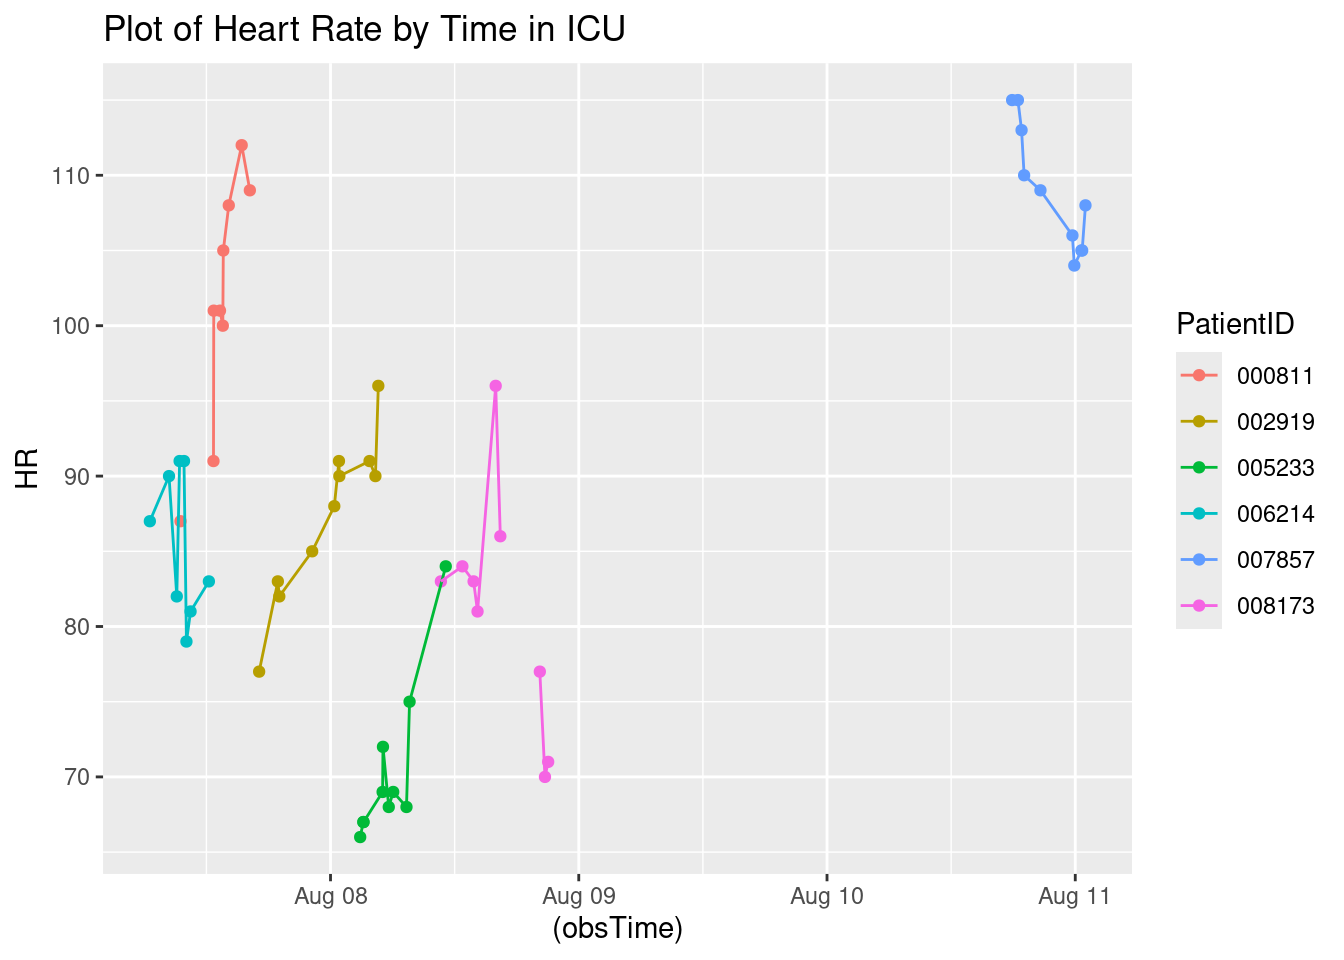 Plot of Heart Rate by Time in ICU
HR
110
100
90
80
70
Aug 08
Aug 09
Aug 10
Aug 11
(obsTime)
PatientID
000811
002919
005233
006214
007857
008173